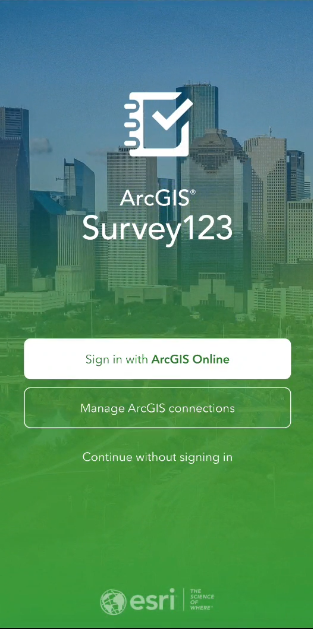 ArcGIS®
Survey123
Sign in with ArcGIS Online
Manage ArcGIS connections
Continue without signing in
esri
THE
SCIENCE
OF
WHERE®